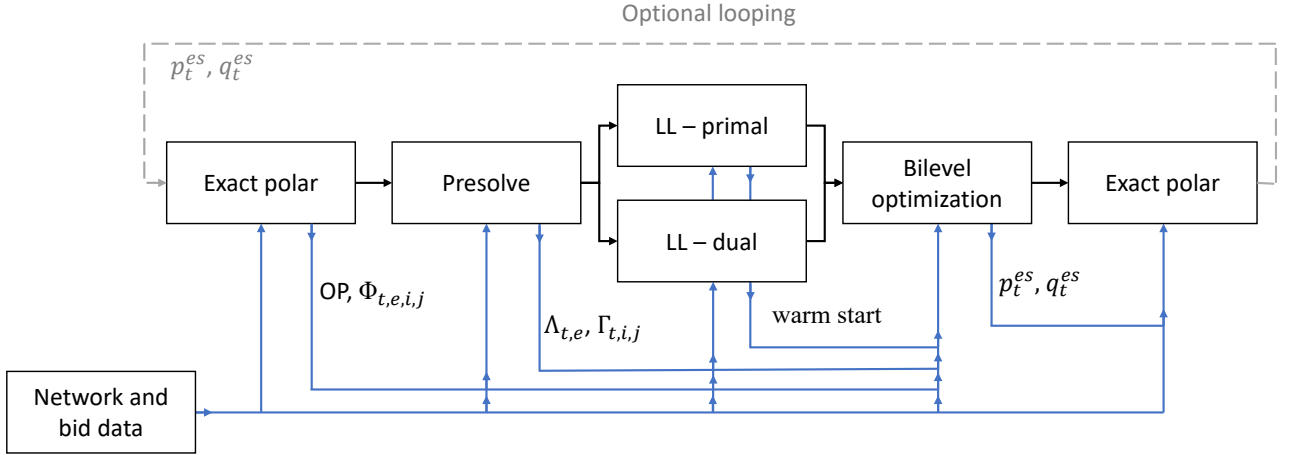 Optional looping
p_t^{es}, q_t^{es}
LL – primal
Exact polar
Presolve
Bilevel
optimization
Exact polar
LL – dual
OP, Φ_{t,e,i,j}
p_t^{es}, q_t^{es}
Λ_{t,e}, Γ_{t,i,j}
warm start
Network and
bid data